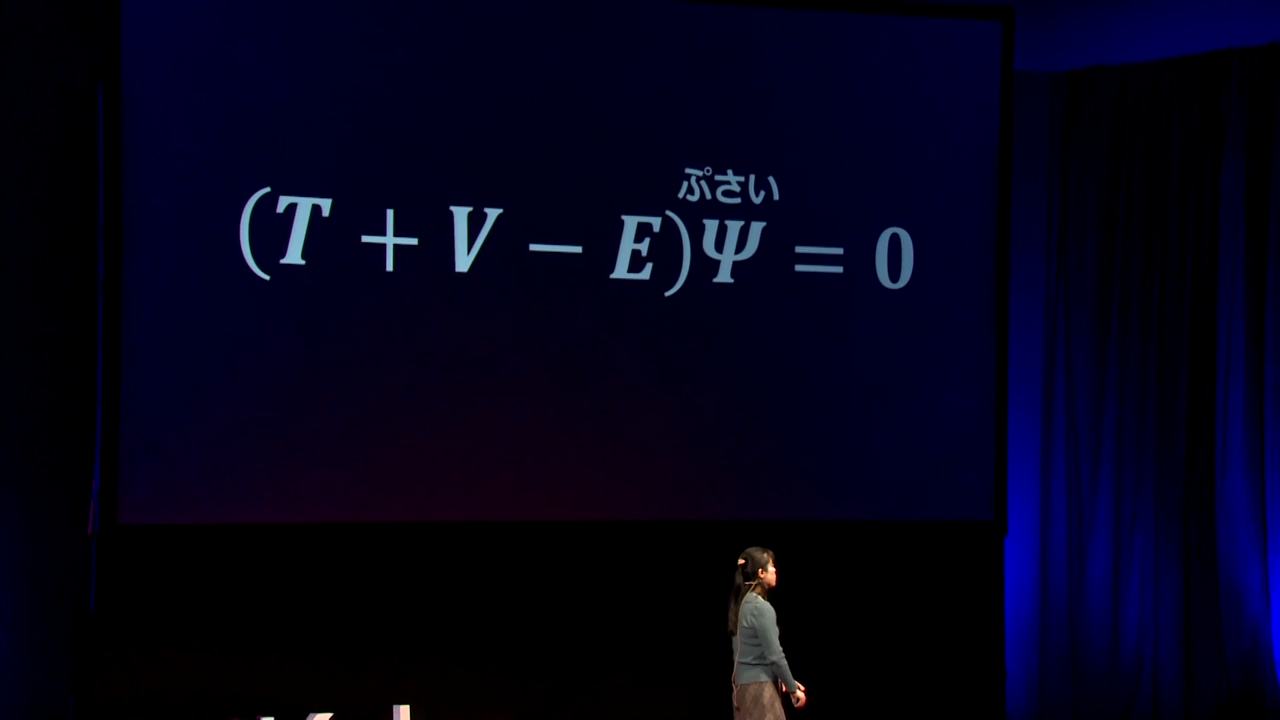 ぷさい
(T + V − E)Ψ = 0